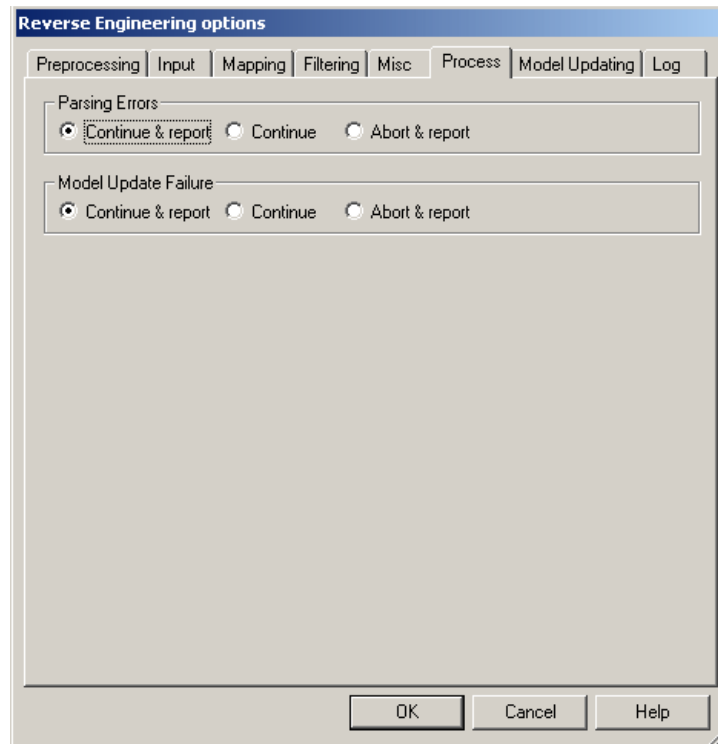 Reverse Engineering options
Preprocessing Input Mapping Filtering Misc Process Model Updating Log
Parsing Errors
Continue & report Continue Abort & report
Model Update Failure
Continue & report Continue Abort & report
OK Cancel Help